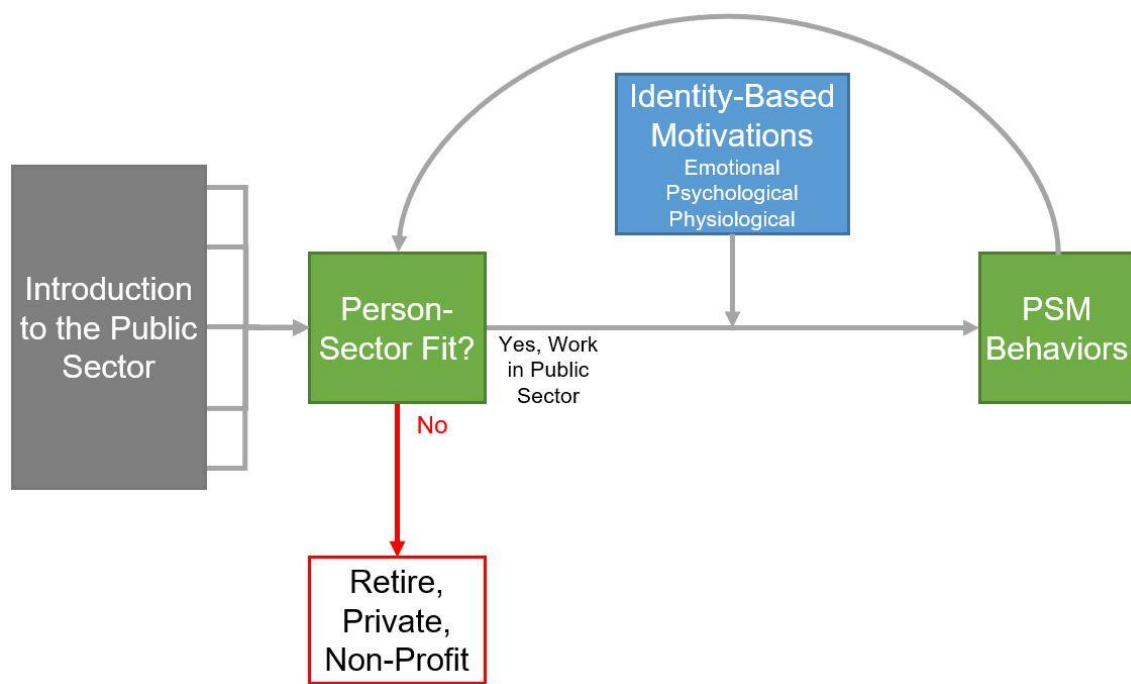 Introduction
to the Public
Sector
Person-
Sector Fit?
Yes, Work
in Public
Sector
No
Retire,
Private,
Non-Profit
Identity-Based
Motivations
Emotional
Psychological
Physiological
PSM
Behaviors